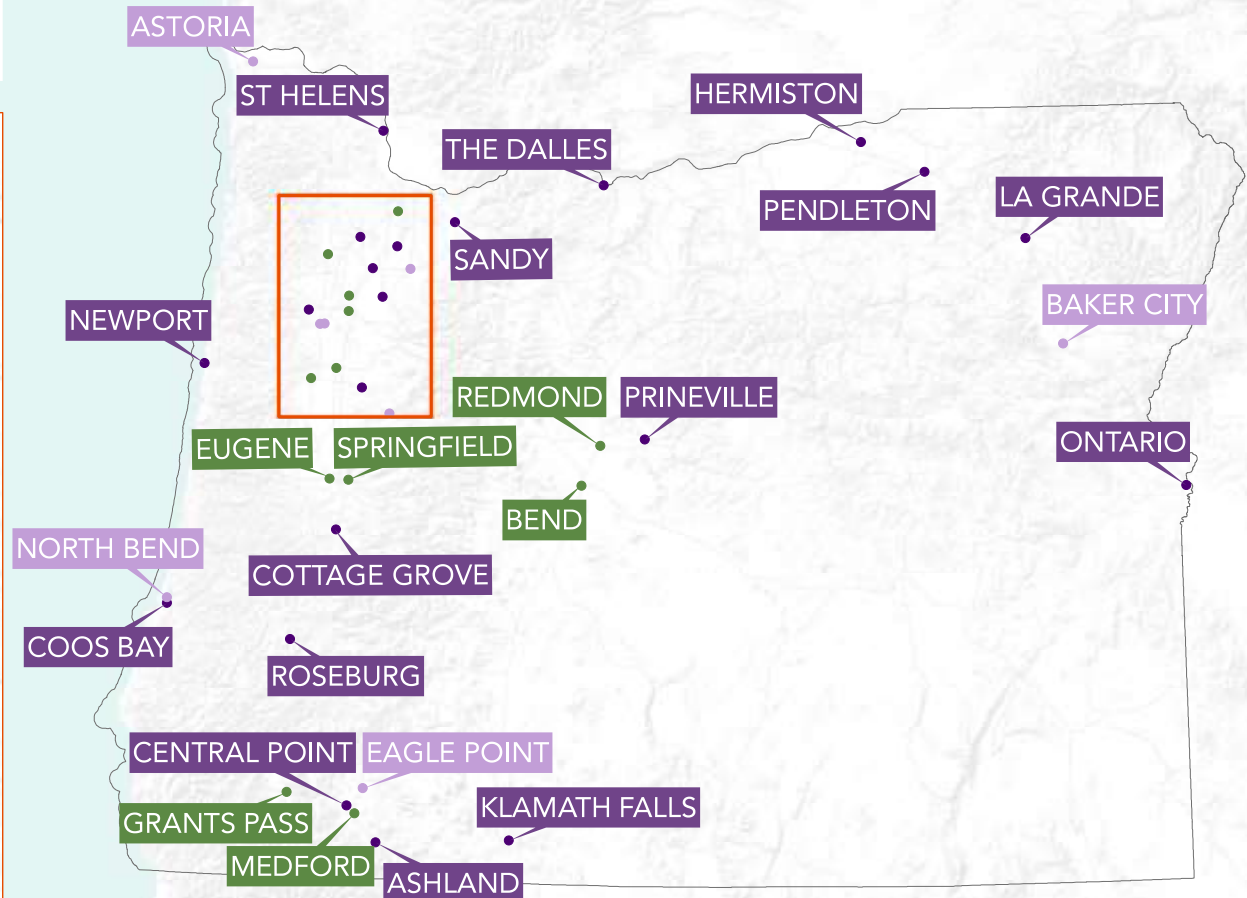 ASTORIA
ST HELENS
HERMISTON
THE DALLES
PENDLETON
LA GRANDE
SANDY
BAKER CITY
NEWPORT
REDMOND
PRINEVILLE
EUGENE
SPRINGFIELD
ONTARIO
BEND
NORTH BEND
COTTAGE GROVE
COOS BAY
ROSEBURG
CENTRAL POINT
EAGLE POINT
KLAMATH FALLS
GRANTS PASS
MEDFORD
ASHLAND